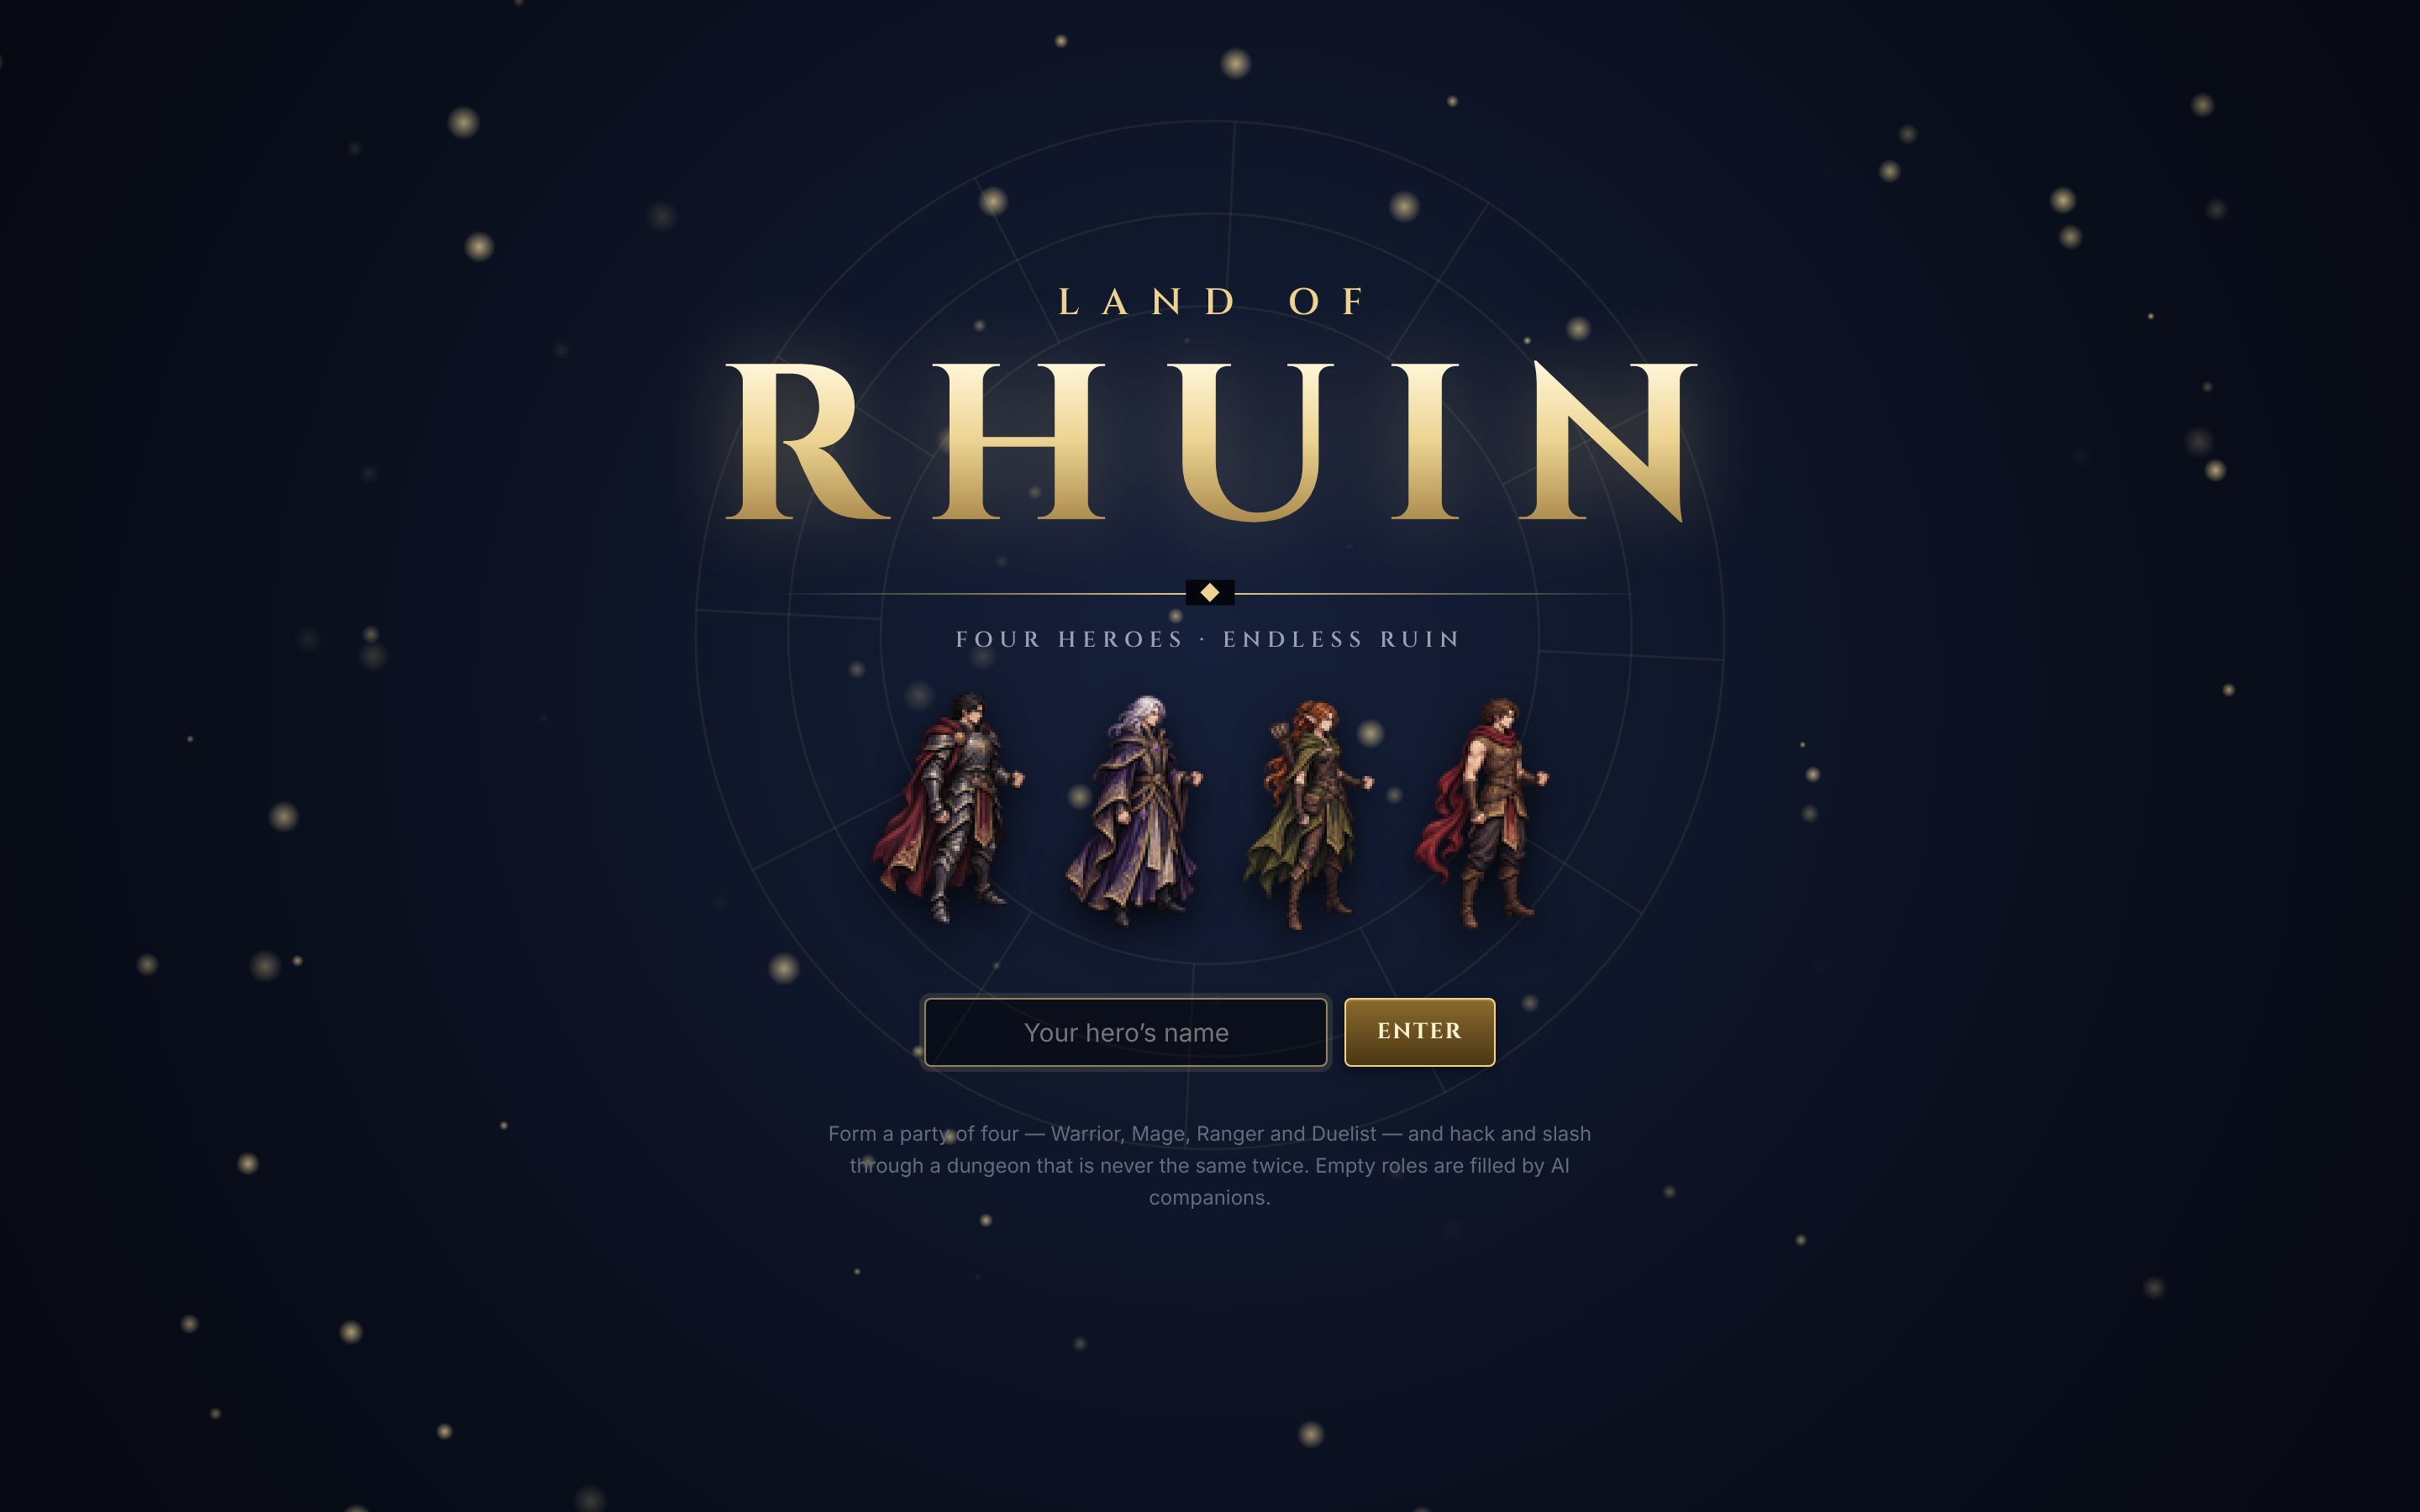 LAND OF
RHUIN
FOUR HEROES · ENDLESS RUIN
Your hero’s name
ENTER
Form a party of four — Warrior, Mage, Ranger and Duelist — and hack and slash
through a dungeon that is never the same twice. Empty roles are filled by AI
companions.